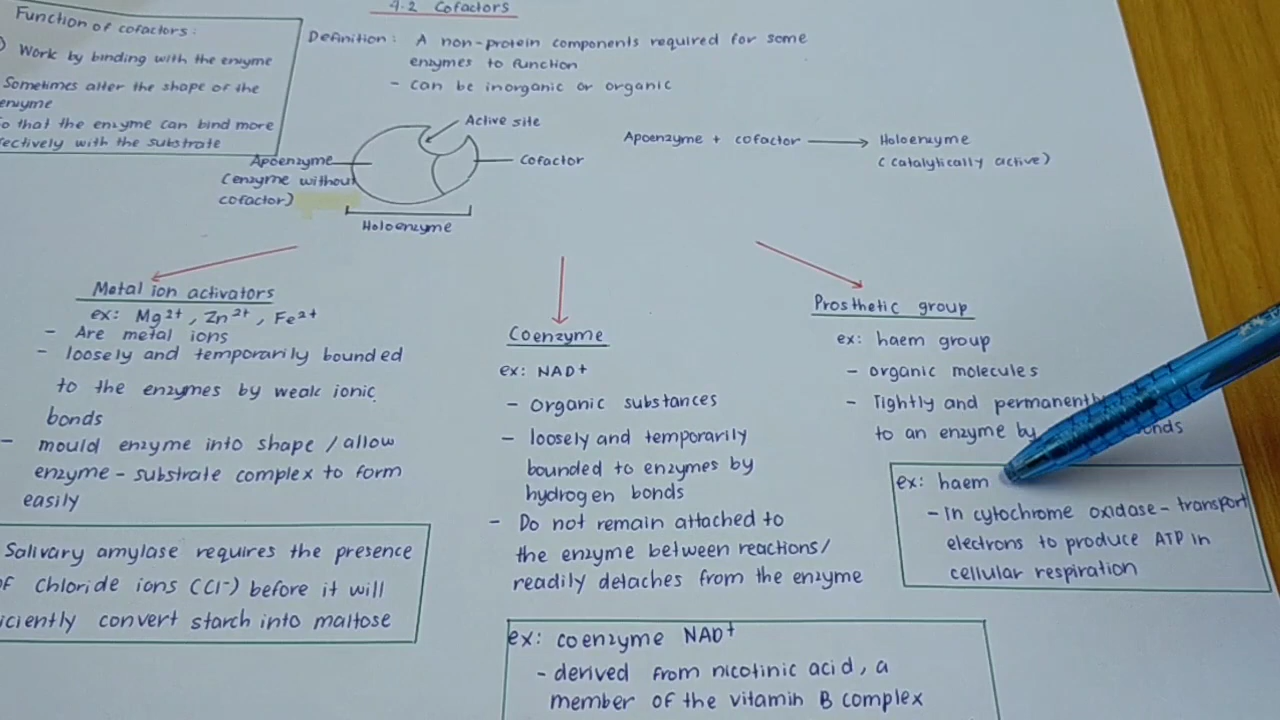 4.2 Cofactors
Function of cofactors:
Work by binding with the enzyme
Sometimes alter the shape of the
enzyme
so that the enzyme can bind more
with the substrate
Definition: A non-protein components required for some
enzymes to function
- can be inorganic or organic
Active site
Apoenzyme
(enzyme without
cofactor)
Cofactor
Holoenzyme
Apoenzyme + cofactor → Holoenzyme
(catalytically active)
Metal ion activators
ex: Mg²⁺, Zn²⁺, Fe²⁺
- Are metal ions
- loosely and temporarily bounded
to the enzymes by weak ionic
bonds
- mould enzyme into shape / allow
enzyme-substrate complex to form
easily
Salivary amylase requires the presence
of chloride ions (Cl⁻) before it will
convert starch into maltose
Coenzyme
ex: NAD⁺
- organic substances
- loosely and temporarily
bounded to enzymes by
hydrogen bonds
- Do not remain attached to
the enzyme between reactions/
readily detaches from the enzyme
ex: coenzyme NAD⁺
- derived from nicotinic acid, a
member of the vitamin B complex
Prosthetic group
ex: haem group
- organic molecules
- Tightly and
to an enzyme by
ex: haem
- In cytochrome oxidase - transport
electrons to produce ATP in
cellular respiration